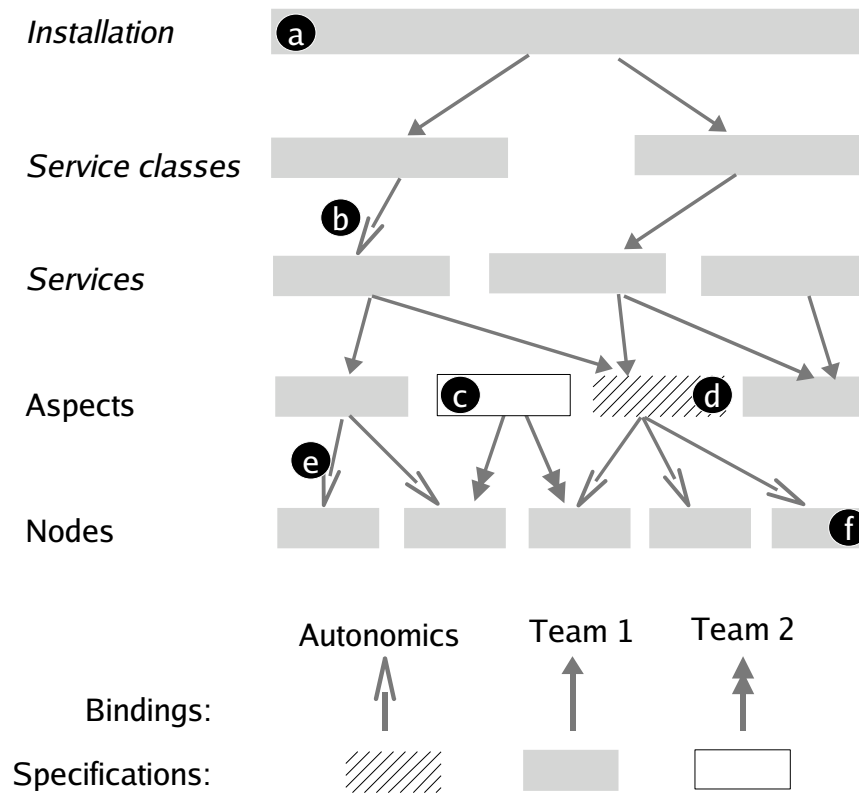 Installation
a
Service classes
b
Services
Aspects
c
d
e
Nodes
f
Autonomics
Team 1
Team 2
Bindings:
Specifications: